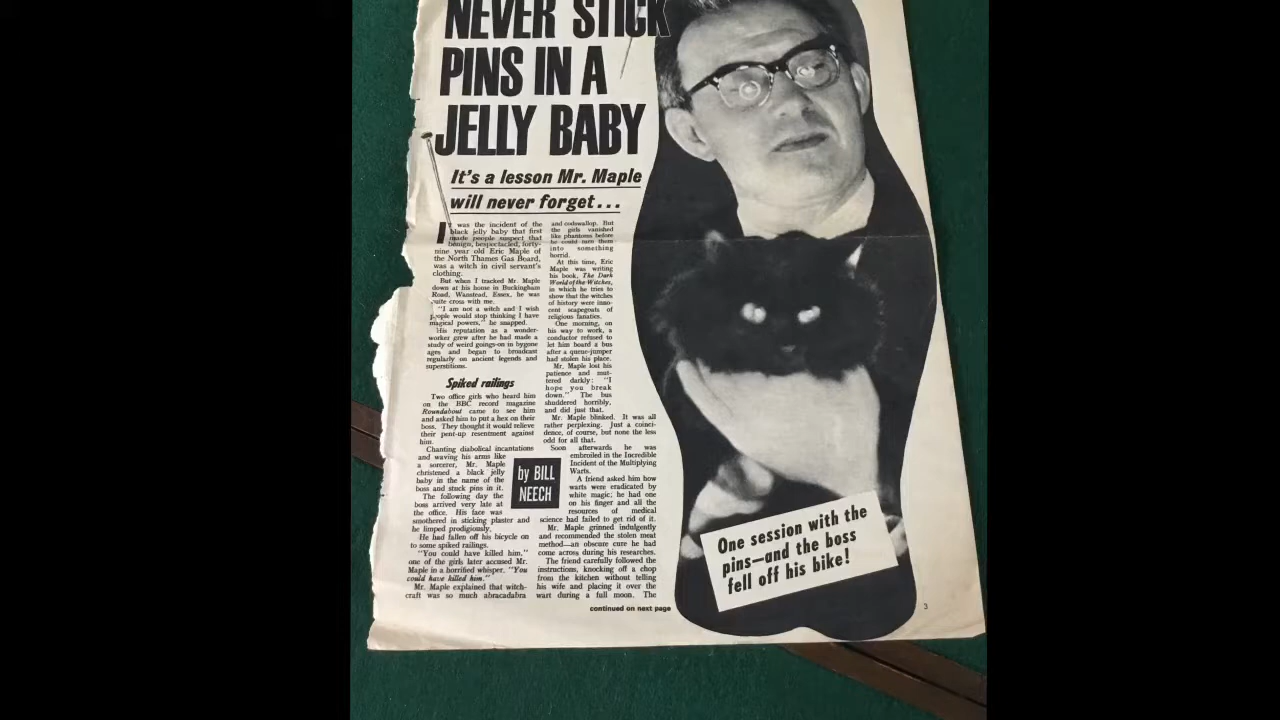 NEVER STICK
PINS IN A
JELLY BABY
It's a lesson Mr. Maple
will never forget...
It was the incident of the
black jelly baby that first
made people suspect that
benign, bespectacled, forty-
nine year old Eric Maple of
the North Thames Gas Board,
was a witch in civil servant's
clothing.
But when I tracked Mr. Maple
down at his home in Buckingham
Road, Wanstead, Essex, he was
quite cross with me.
"I am not a witch and I wish
people would stop thinking I have
magical powers," he snapped.
His reputation as a wonder-
worker grew after he had made a
study of weird goings-on in bygone
ages and began to broadcast
regularly on ancient legends and
superstitions.
Spiked railings
Two office girls who heard him
on the BBC record magazine
Roundabout came to see him
and asked him to put a hex on their
boss. They thought it would relieve
their pent-up resentment against
him.
Chanting diabolical incantations
and waving his arms like
a sorcerer, Mr. Maple
christened a black jelly
baby in the name of the
boss and stuck pins in it.
The following day the
boss arrived very late at
the office. His face was
smothered in sticking plaster and
he limped prodigiously.
He had fallen off his bicycle on
to some spiked railings.
"You could have killed him,"
one of the girls later accused Mr.
Maple in a horrified whisper. "You
could have killed him."
Mr. Maple explained that witch-
craft was so much abracadabra
by BILL
NEECH
and codswallop. But
the girls vanished
like phantoms before
he could turn them
into something
horrid.
At this time, Eric
Maple was writing
his book, The Dark
World of the Witches,
in which he tries to
show that the witches
of history were inno-
cent scapegoats of
religious fanatics.
One morning, on
his way to work, a
conductor refused to
let him board a bus
after a queue-jumper
had stolen his place.
Mr. Maple lost his
patience and mut-
tered darkly: "I
hope you break
down." The bus
shuddered horribly,
and did just that.
Mr. Maple blinked. It was all
rather perplexing. Just a coinci-
dence, of course, but none the less
odd for all that.
Soon afterwards he was
embroiled in the Incredible
Incident of the Multiplying
Warts.
A friend asked him how
warts were eradicated by
white magic; he had one
on his finger and all the
resources of medical
science had failed to get rid of it.
Mr. Maple grinned indulgently
and recommended the stolen meat
method—an obscure cure he had
come across during his researches.
The friend carefully followed the
instructions, knocking off a chop
from the kitchen without telling
his wife and placing it over the
wart during a full moon. The
continued on next page
One session with the
pins—and the boss
fell off his bike!
3